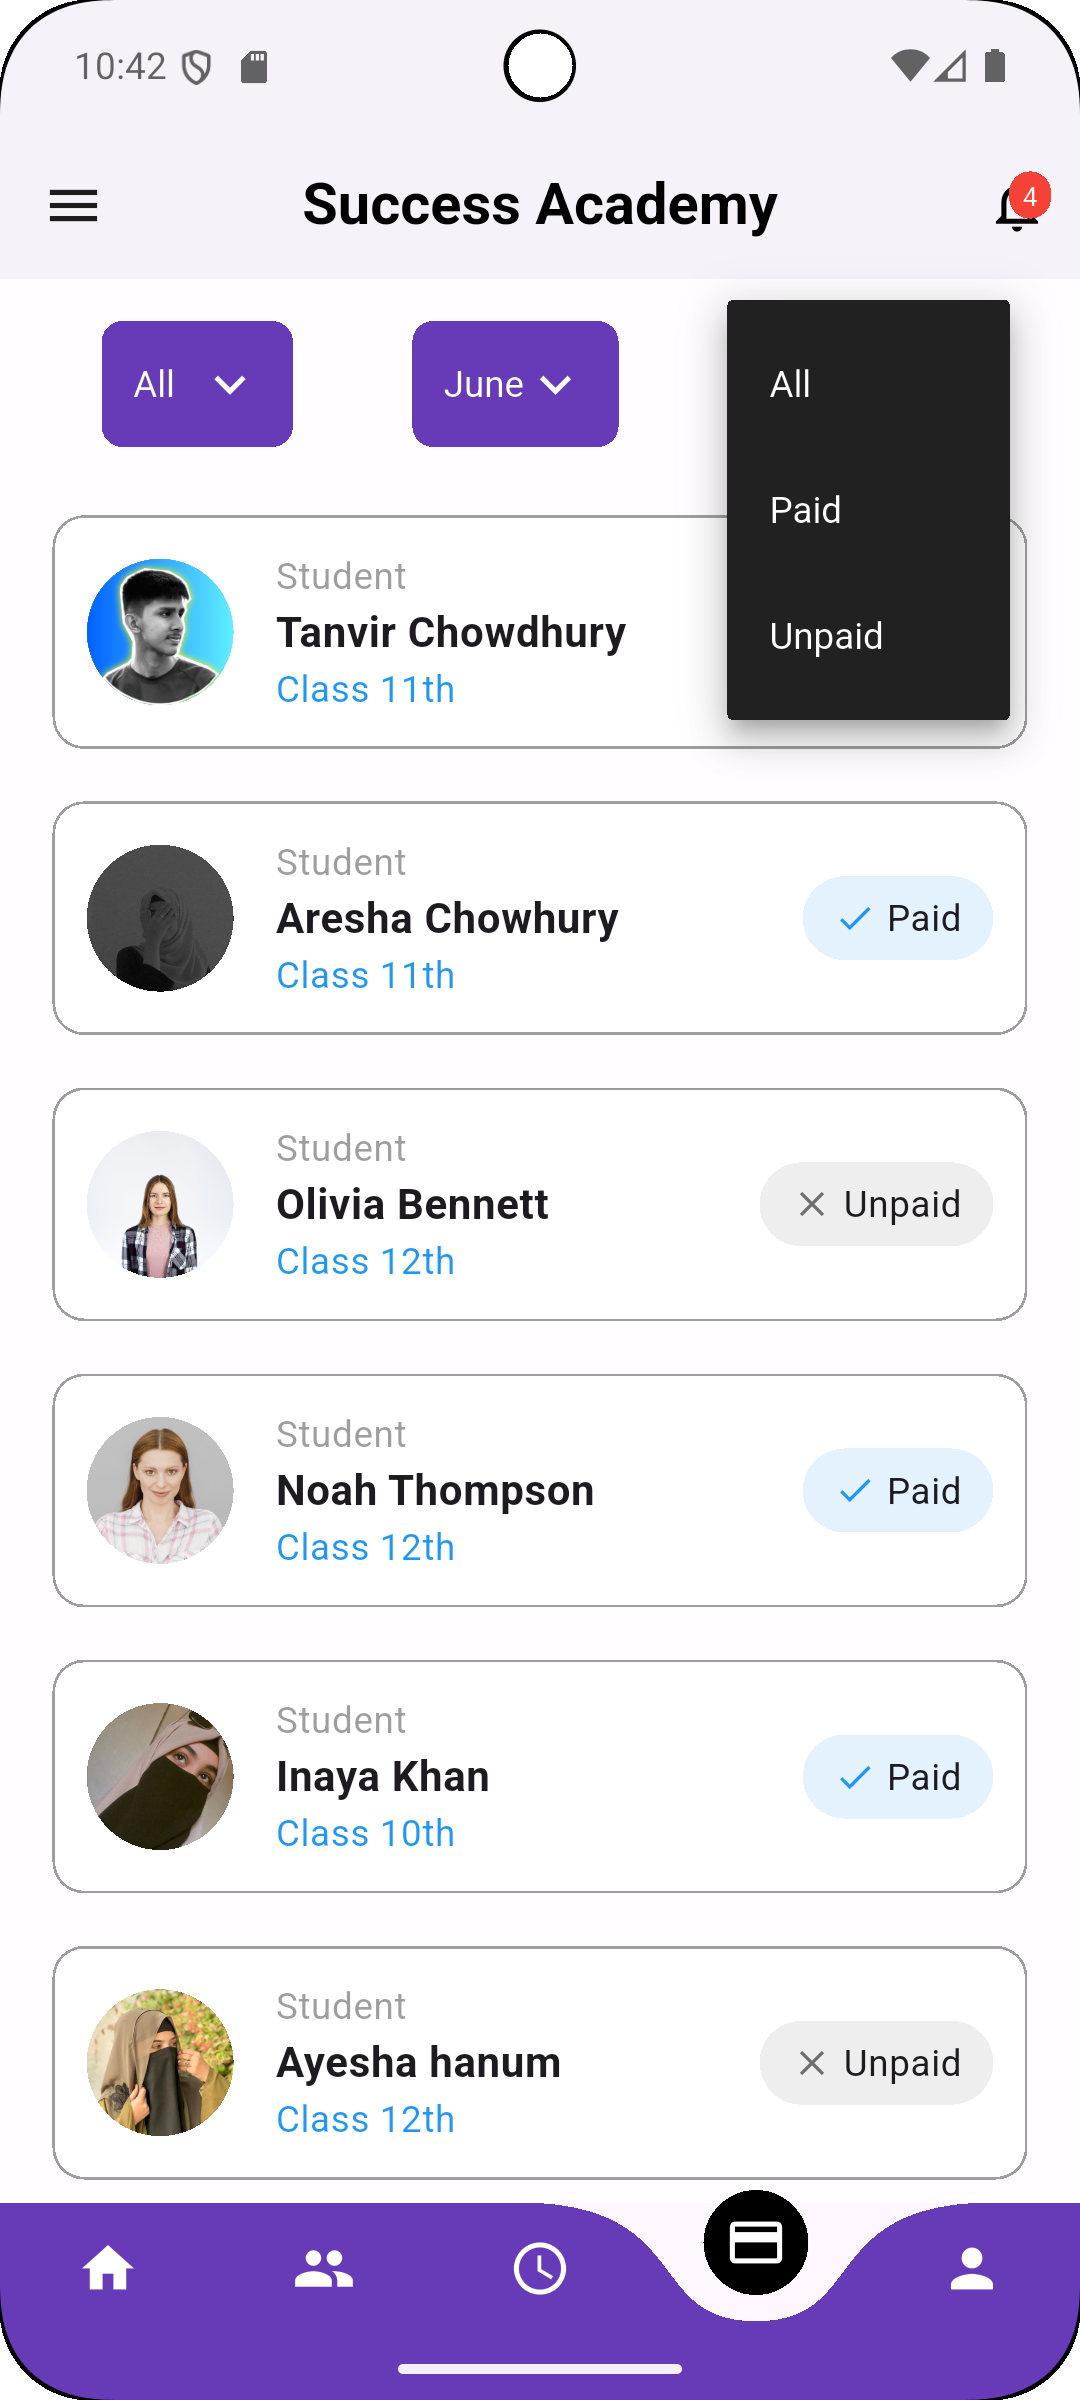 10:42
Success Academy
4
All
June
All
Paid
Unpaid
Student
Tanvir Chowdhury
Class 11th
Student
Aresha Chowhury
Class 11th
Paid
Student
Olivia Bennett
Class 12th
Unpaid
Student
Noah Thompson
Class 12th
Paid
Student
Inaya Khan
Class 10th
Paid
Student
Ayesha hanum
Class 12th
Unpaid